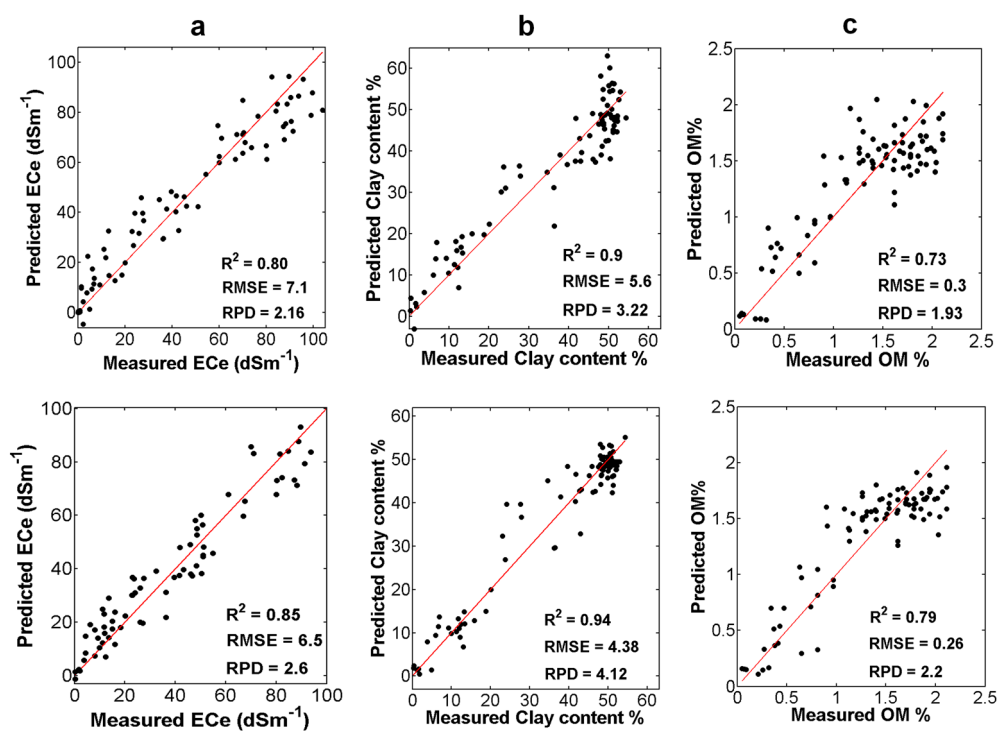 a
b
c
Predicted ECe (dSm⁻¹)
100
80
60
40
20
0
R² = 0.80
RMSE = 7.1
RPD = 2.16
0 20 40 60 80 100
Measured ECe (dSm⁻¹)
Predicted Clay content %
60
50
40
30
20
10
0
R² = 0.9
RMSE = 5.6
RPD = 3.22
0 10 20 30 40 50 60
Measured Clay content %
Predicted OM%
2.5
2
1.5
1
0.5
0
R² = 0.73
RMSE = 0.3
RPD = 1.93
0 0.5 1 1.5 2 2.5
Measured OM %
Predicted ECe (dSm⁻¹)
100
80
60
40
20
0
R² = 0.85
RMSE = 6.5
RPD = 2.6
0 20 40 60 80 100
Measured ECe (dSm⁻¹)
Predicted Clay content %
60
50
40
30
20
10
0
R² = 0.94
RMSE = 4.38
RPD = 4.12
0 10 20 30 40 50 60
Measured Clay content %
Predicted OM%
2.5
2
1.5
1
0.5
0
R² = 0.79
RMSE = 0.26
RPD = 2.2
0 0.5 1 1.5 2 2.5
Measured OM %